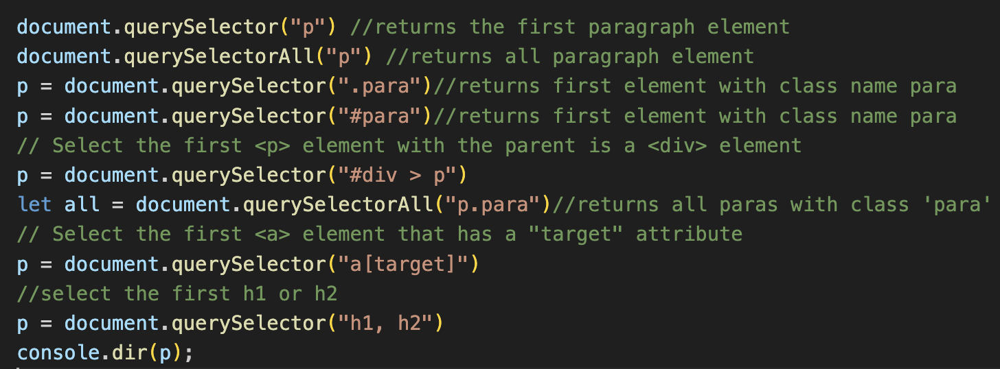 document.querySelector("p") //returns the first paragraph element
document.querySelectorAll("p") //returns all paragraph element
p = document.querySelector(".para")//returns first element with class name para
p = document.querySelector("#para")//returns first element with class name para
// Select the first <p> element with the parent is a <div> element
p = document.querySelector("#div > p")
let all = document.querySelectorAll("p.para")//returns all paras with class 'para'
// Select the first <a> element that has a "target" attribute
p = document.querySelector("a[target]")
//select the first h1 or h2
p = document.querySelector("h1, h2")
console.dir(p);